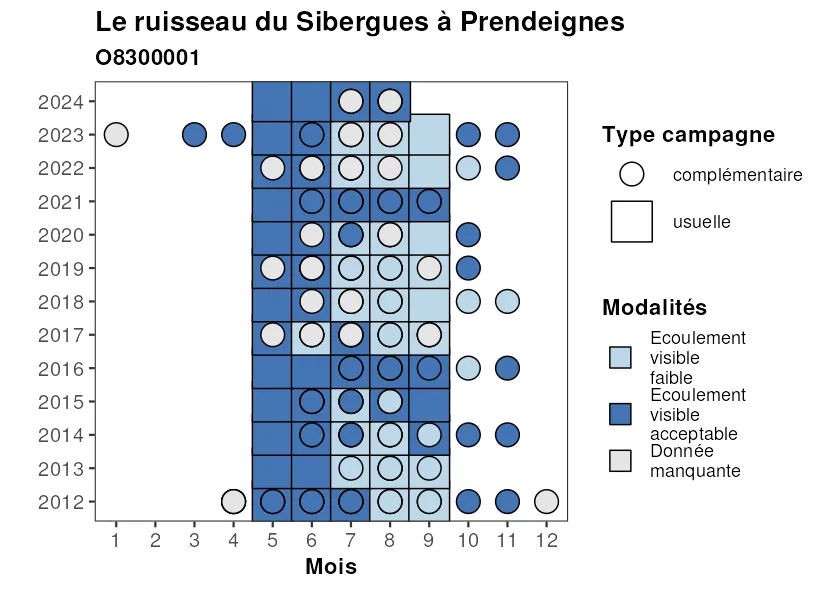 Le ruisseau du Sibergues à Prendeignes
O8300001
2024
2023
2022
2021
2020
2019
2018
2017
2016
2015
2014
2013
2012
1 2 3 4 5 6 7 8 9 10 11 12
Mois
Type campagne
complémentaire
usuelle
Modalités
Ecoulement
visible
faible
Ecoulement
visible
acceptable
Donnée
manquante